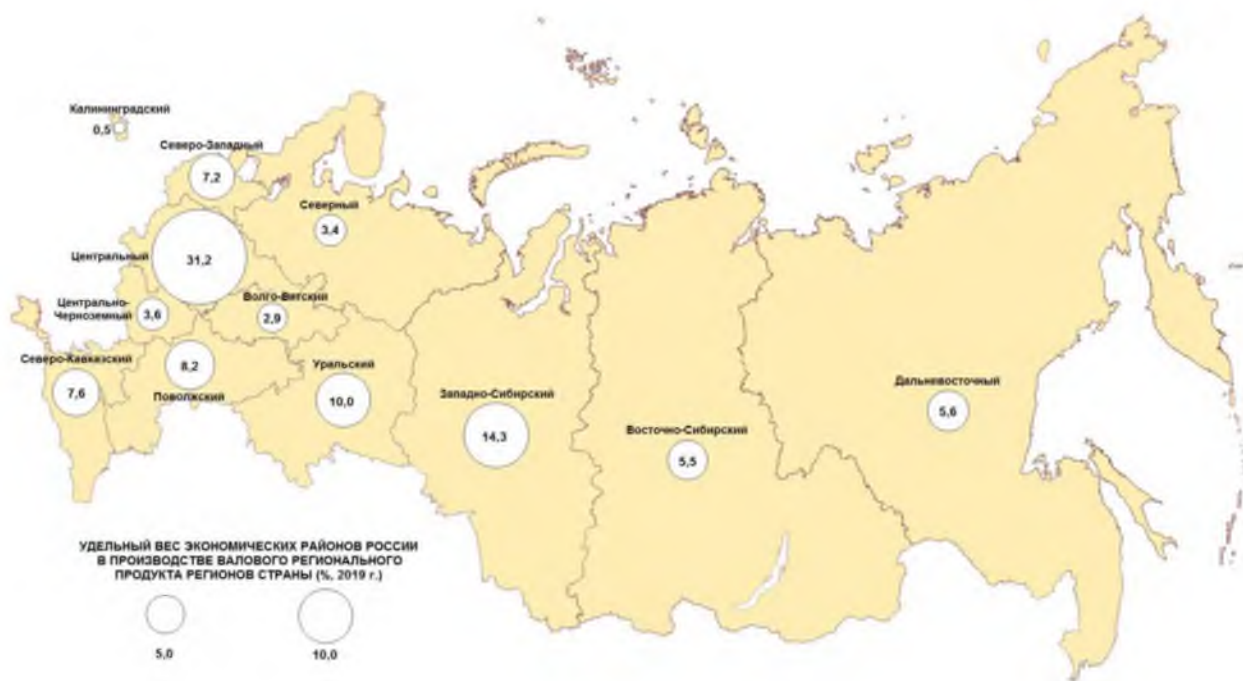 Калининградский
0,5
Северо-Западный
7,2
Северный
3,4
Центральный
31,2
Центрально-
Черноземный
3,6
Волго-Вятский
2,9
Северо-Кавказский
7,6
8,2
Поволжский
Уральский
10,0
Западно-Сибирский
14,3
Восточно-Сибирский
5,5
Дальневосточный
5,6
УДЕЛЬНЫЙ ВЕС ЭКОНОМИЧЕСКИХ РАЙОНОВ РОССИИ
В ПРОИЗВОДСТВЕ ВАЛОВОГО РЕГИОНАЛЬНОГО
ПРОДУКТА РЕГИОНОВ СТРАНЫ (%, 2019 г.)
5,0
10,0